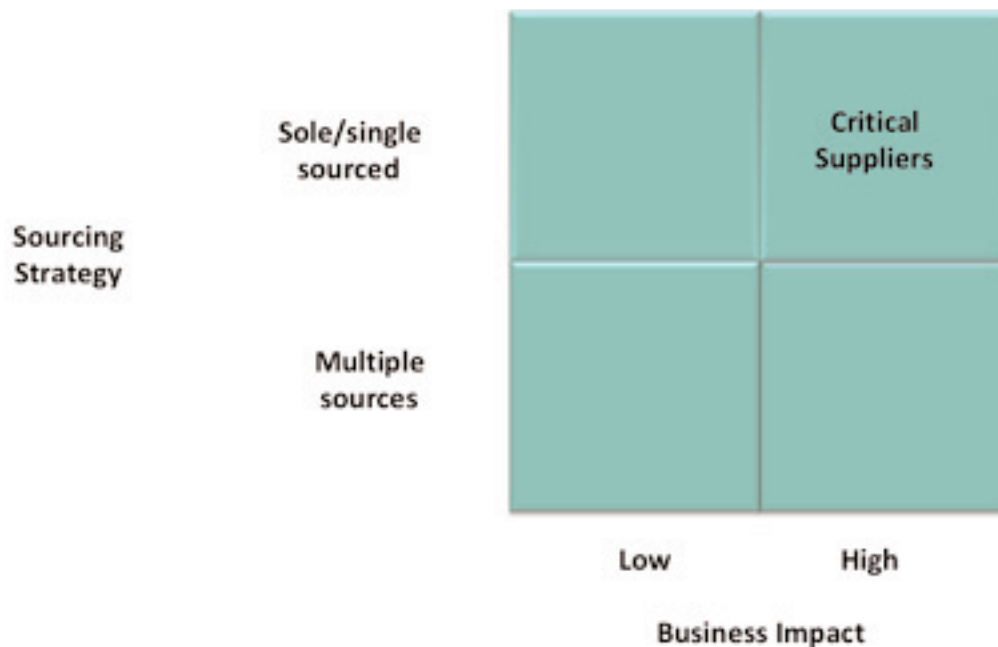 Sole/single
sourced
Critical
Suppliers
Sourcing
Strategy
Multiple
sources
Low
High
Business Impact